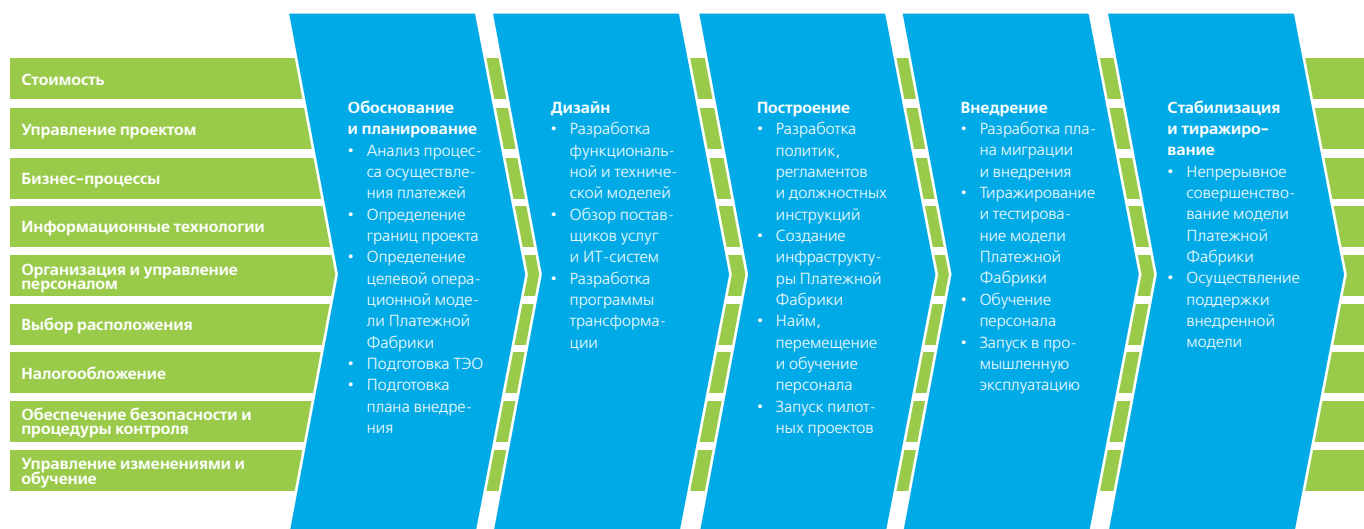 Стоимость
Управление проектом
Бизнес-процессы
Информационные технологии
Организация и управление
персоналом
Выбор расположения
Налогообложение
Обеспечение безопасности и
процедуры контроля
Управление изменениями и
обучение
Обоснование
и планирование
• Анализ процес-
са осуществле-
ния платежей
• Определение
границ проекта
• Определение
целевой опера-
ционной моде-
ли Платежной
Фабрики
• Подготовка ТЭО
• Подготовка
плана внедре-
ния
Дизайн
• Разработка
функциональ-
ной и техниче-
ской моделей
• Обзор постав-
щиков услуг
и ИТ-систем
• Разработка
программы
трансформа-
ции
Построение
• Разработка
политик,
регламентов
и должностных
инструкций
• Создание
инфраструкту-
ры Платежной
Фабрики
• Найм,
перемещение
и обучение
персонала
• Запуск пилот-
ных проектов
Внедрение
• Разработка пла-
на миграции
и внедрения
• Тиражирование
и тестирова-
ние модели
Платежной
Фабрики
• Обучение
персонала
• Запуск в про-
мышленную
эксплуатацию
Стабилизация
и тиражиро-
вание
• Непрерывное
совершенство-
вание модели
Платежной
Фабрики
• Осуществление
поддержки
внедренной
модели